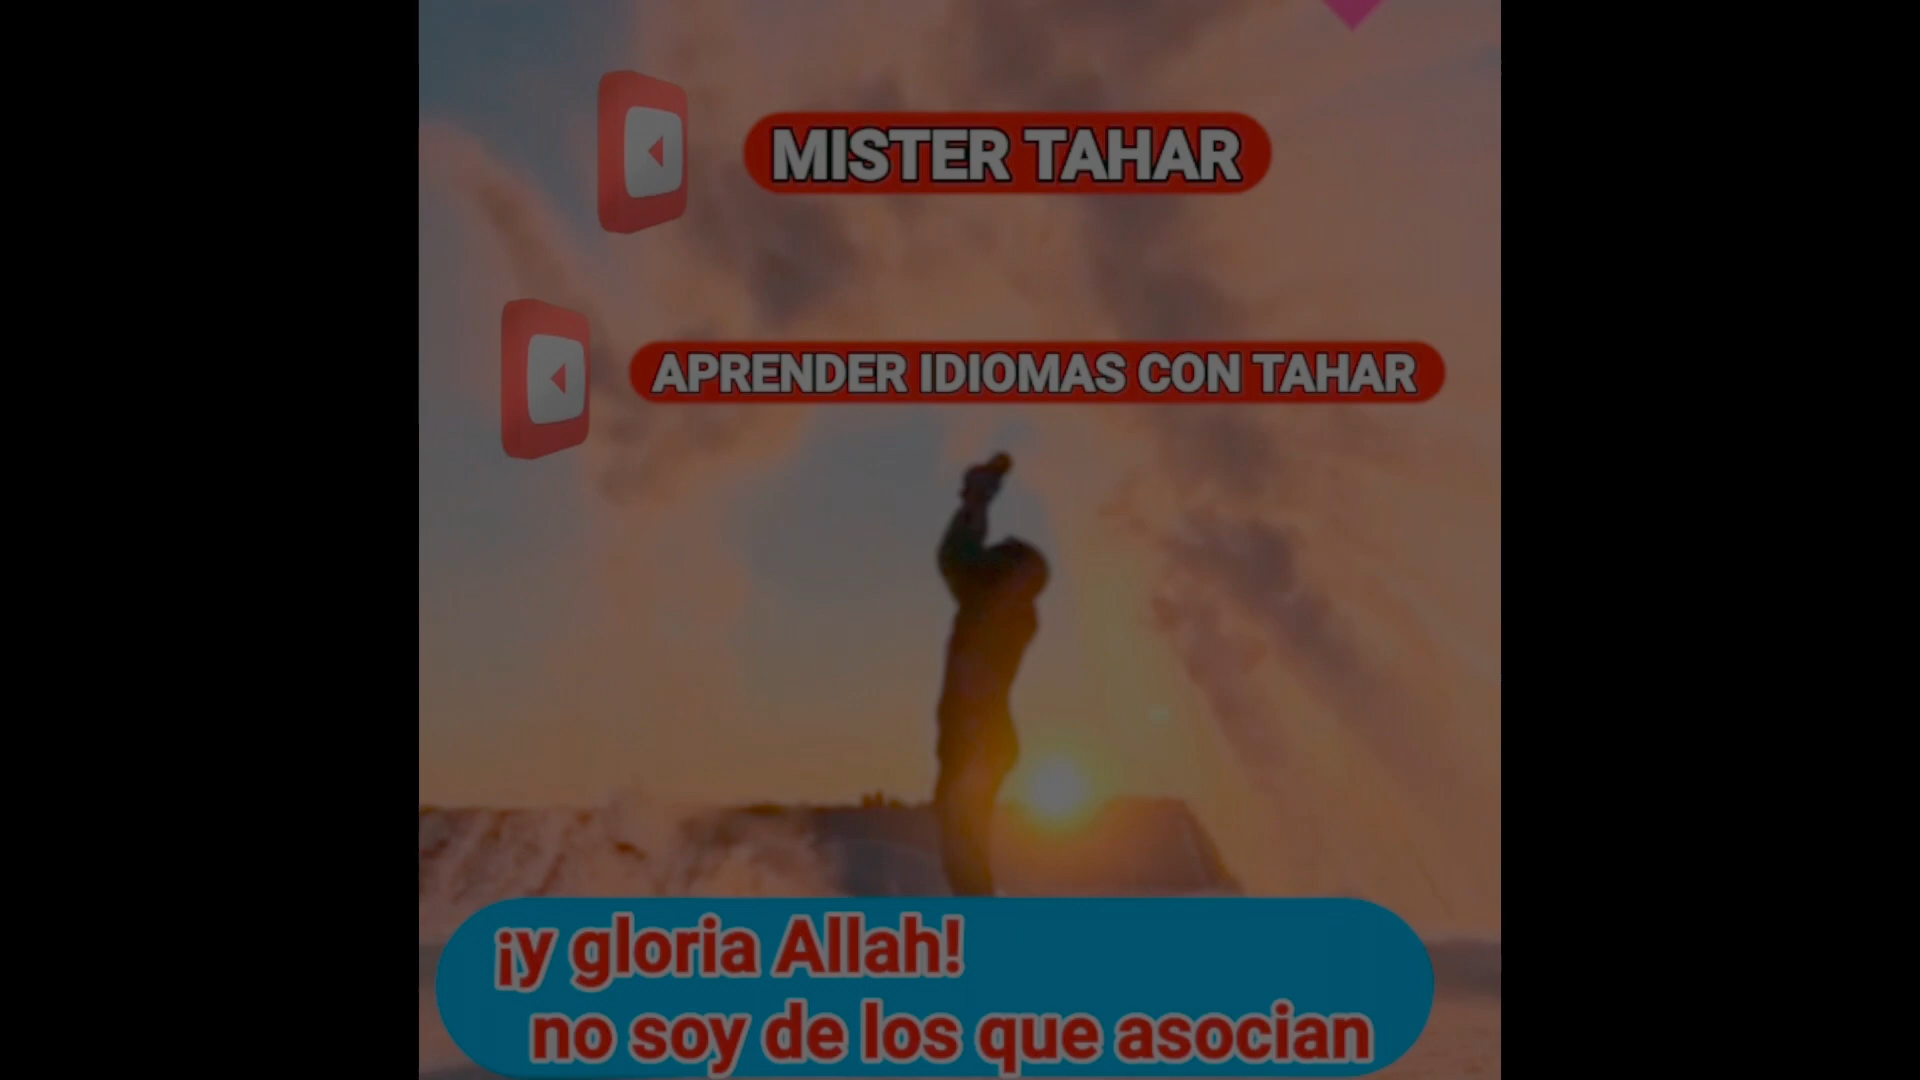 MISTER TAHAR
APRENDER IDIOMAS CON TAHAR
¡y gloria Allah!
no soy de los que asocian